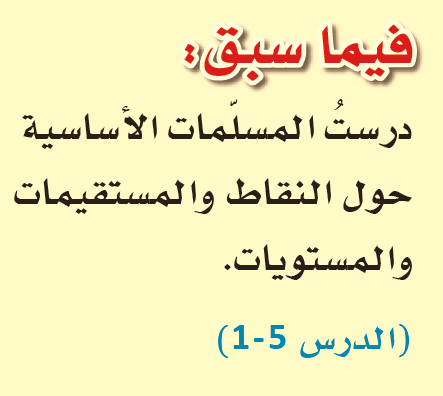 فيما سبق:
درستُ المسلّمات الأساسية
حول النقاط والمستقيمات
والمستويات.
(الدرس 5-1)